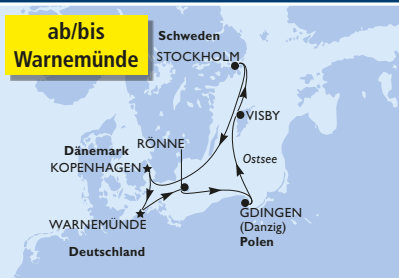 ab/bis
Warnemünde
Schweden
STOCKHOLM
VISBY
RÖNNE
Dänemark
KOPENHAGEN
Ostsee
WARNEMÜNDE
GDINGEN
(Danzig)
Polen
Deutschland